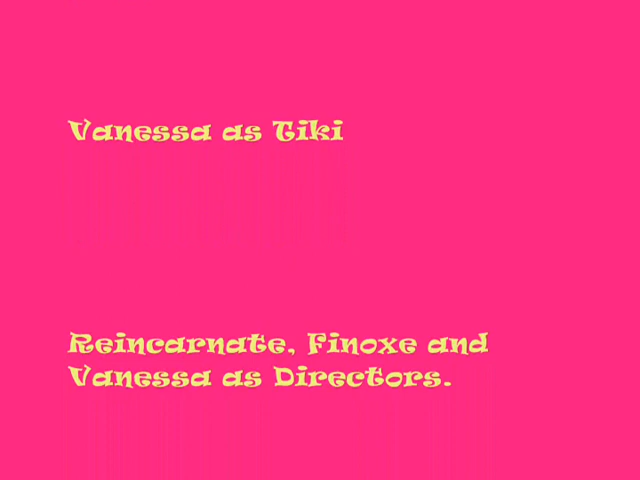 Vanessa as Tiki
Reincarnate, Finoxe and
Vanessa as Directors.